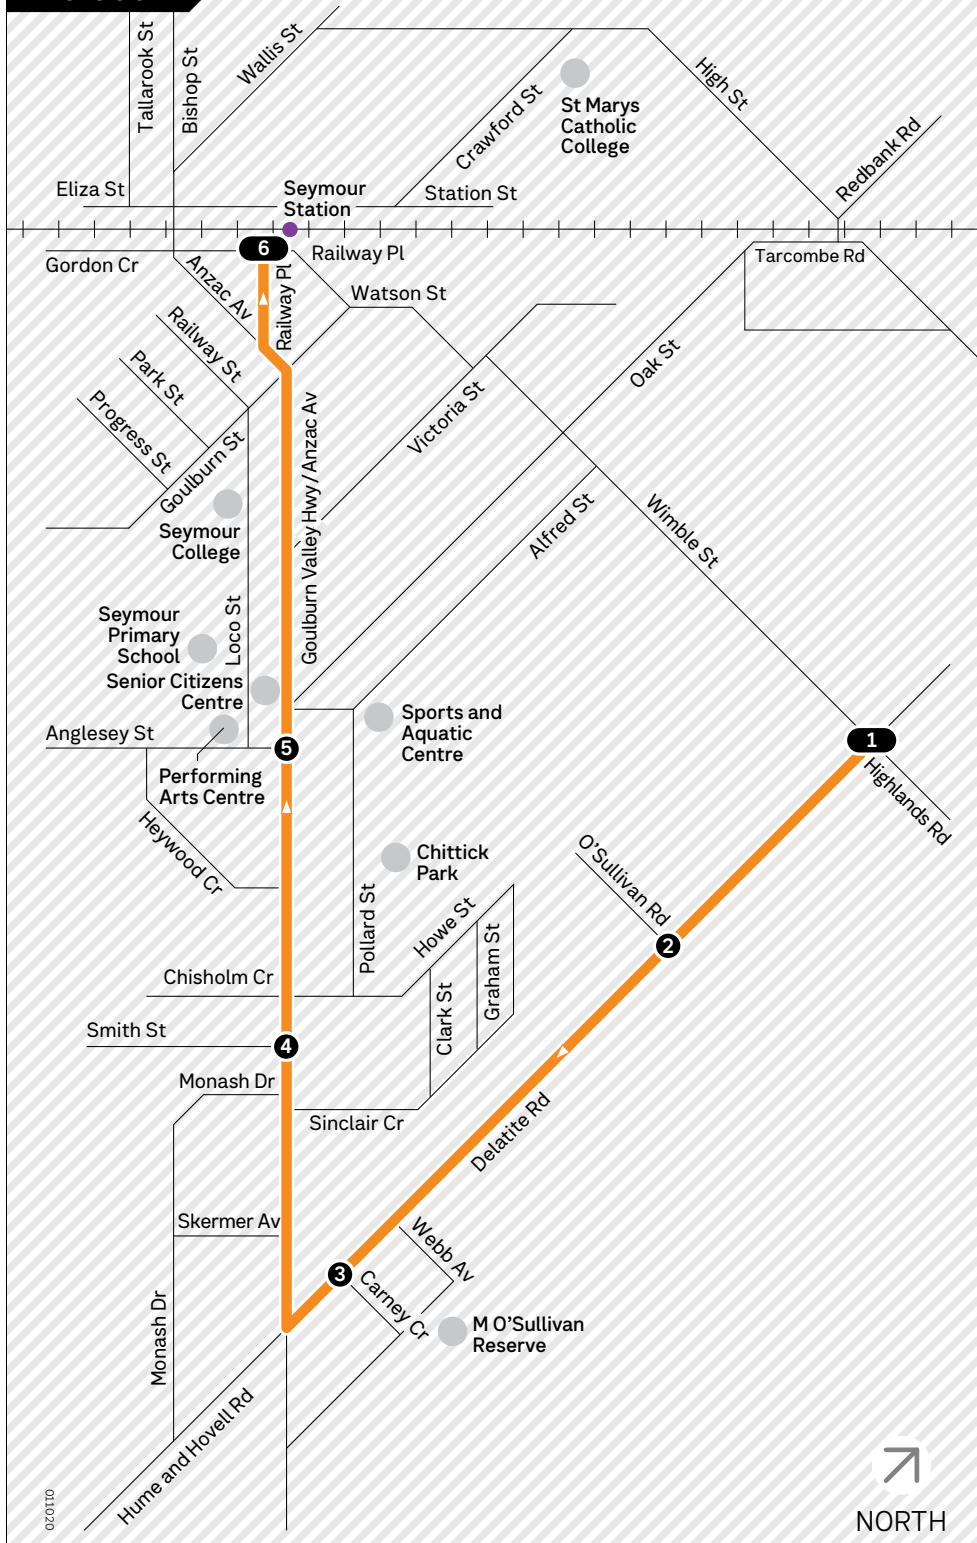 Tallarook St
Bishop St
Wallis St
Crawford St
St Marys
Catholic
College
High St
Redbank Rd
Eliza St
Seymour
Station
Station St
6
Railway Pl
Gordon Cr
Tarcombe Rd
Anzac Av
Railway Pl
Watson St
Railway St
Park St
Progress St
Goulburn St
Goulburn Valley Hwy / Anzac Av
Victoria St
Oak St
Alfred St
Wimble St
Seymour
College
Seymour
Primary
School
Loco St
Senior Citizens
Centre
Sports and
Aquatic
Centre
Anglesey St
5
1
Performing
Arts Centre
Highlands Rd
Heywood Cr
Chittick
Park
O'Sullivan Rd
Pollard St
Howe St
2
Chisholm Cr
Clark St
Graham St
Smith St
4
Monash Dr
Sinclair Cr
Delatite Rd
Skermer Av
Webb Av
3
Carney Cr
M O'Sullivan
Reserve
Monash Dr
Hume and Hovell Rd
011020
NORTH